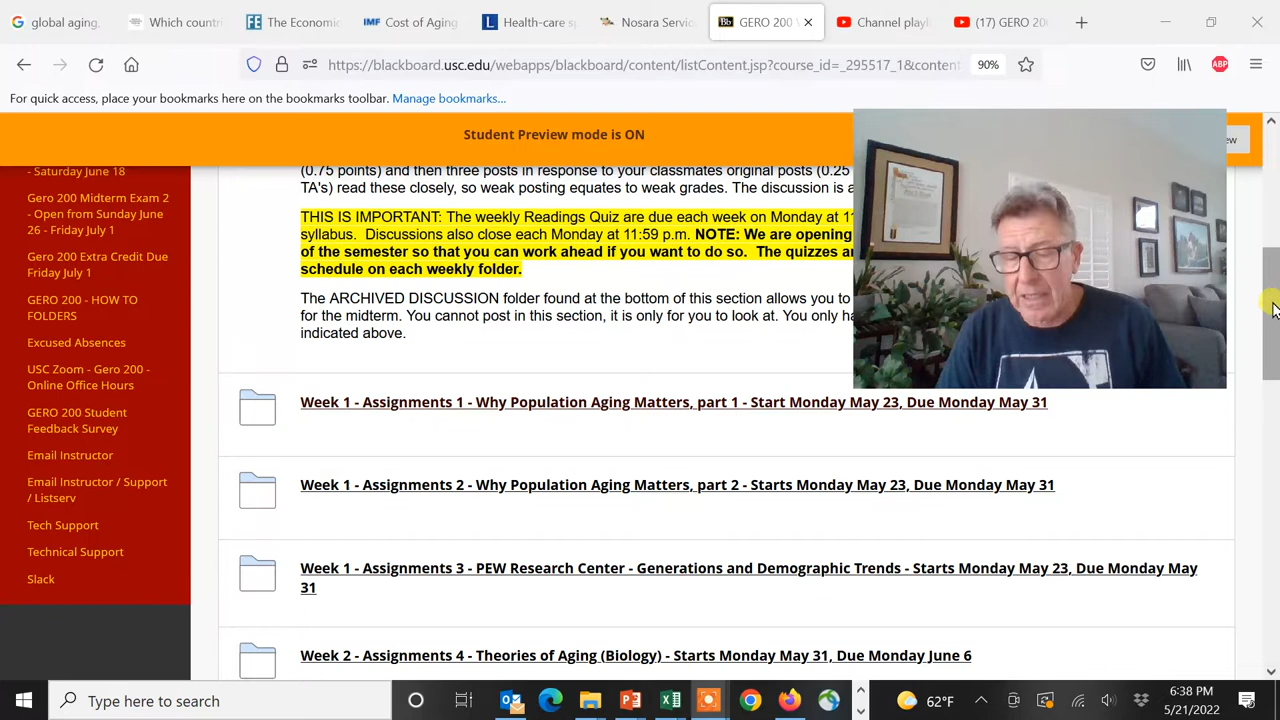 global aging,
Which countri
The Economic
IMF Cost of Aging
Health-care s
Nosara Servic
GERO 200
Channel playl
(17) GERO 20
https://blackboard.usc.edu/webapps/blackboard/content/listContent.jsp?course_id=_295517_1&conten
90%
ABP
For quick access, place your bookmarks here on the bookmarks toolbar. Manage bookmarks...
Student Preview mode is ON
- Saturday June 18
Gero 200 Midterm Exam 2
- Open from Sunday June
26 - Friday July 1
Gero 200 Extra Credit Due
Friday July 1
GERO 200 - HOW TO
FOLDERS
Excused Absences
USC Zoom - Gero 200 -
Online Office Hours
GERO 200 Student
Feedback Survey
Email Instructor
Email Instructor / Support
/ Listserv
Tech Support
Technical Support
Slack
(0.75 points) and then three posts in response to your classmates original posts (0.25
TA's) read these closely, so weak posting equates to weak grades. The discussion is a
THIS IS IMPORTANT: The weekly Readings Quiz are due each week on Monday at 11
syllabus. Discussions also close each Monday at 11:59 p.m. NOTE: We are opening
of the semester so that you can work ahead if you want to do so. The quizzes ar
schedule on each weekly folder.
The ARCHIVED DISCUSSION folder found at the bottom of this section allows you to
for the midterm. You cannot post in this section, it is only for you to look at. You only ha
indicated above.
Week 1 - Assignments 1 - Why Population Aging Matters, part 1 - Start Monday May 23, Due Monday May 31
Week 1 - Assignments 2 - Why Population Aging Matters, part 2 - Starts Monday May 23, Due Monday May 31
Week 1 - Assignments 3 - PEW Research Center - Generations and Demographic Trends - Starts Monday May 23, Due Monday May
31
Week 2 - Assignments 4 - Theories of Aging (Biology) - Starts Monday May 31, Due Monday June 6
Type here to search
62°F
6:38 PM
5/21/2022